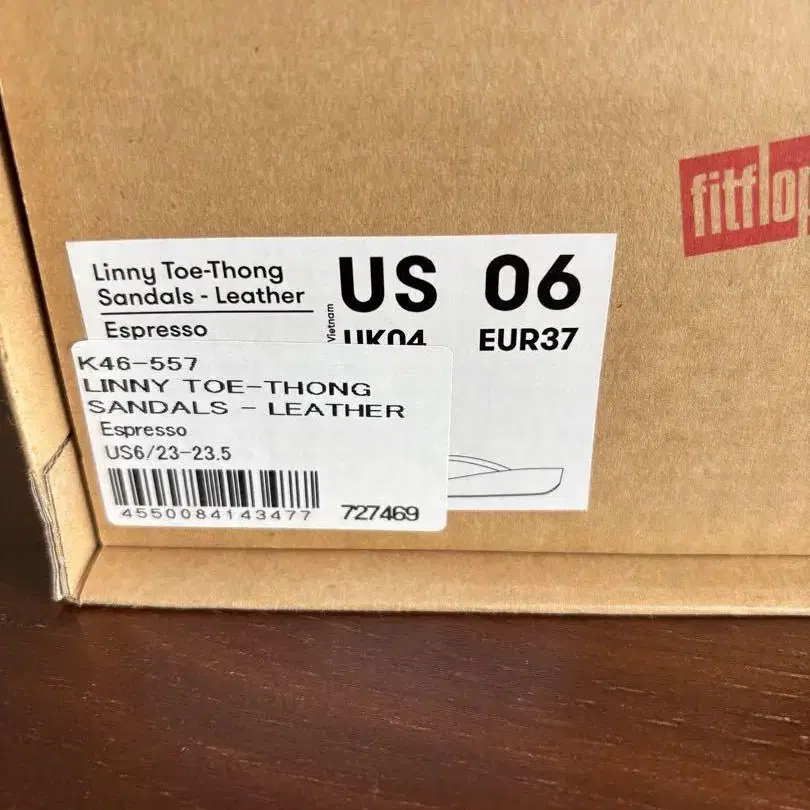 fitflop
Linny Toe-Thong
Sandals - Leather
Espresso
Vietnam
US 06
UK04 EUR37
K46-557
LINNY TOE-THONG
SANDALS - LEATHER
Espresso
US6/23-23.5
4550084143477 727469